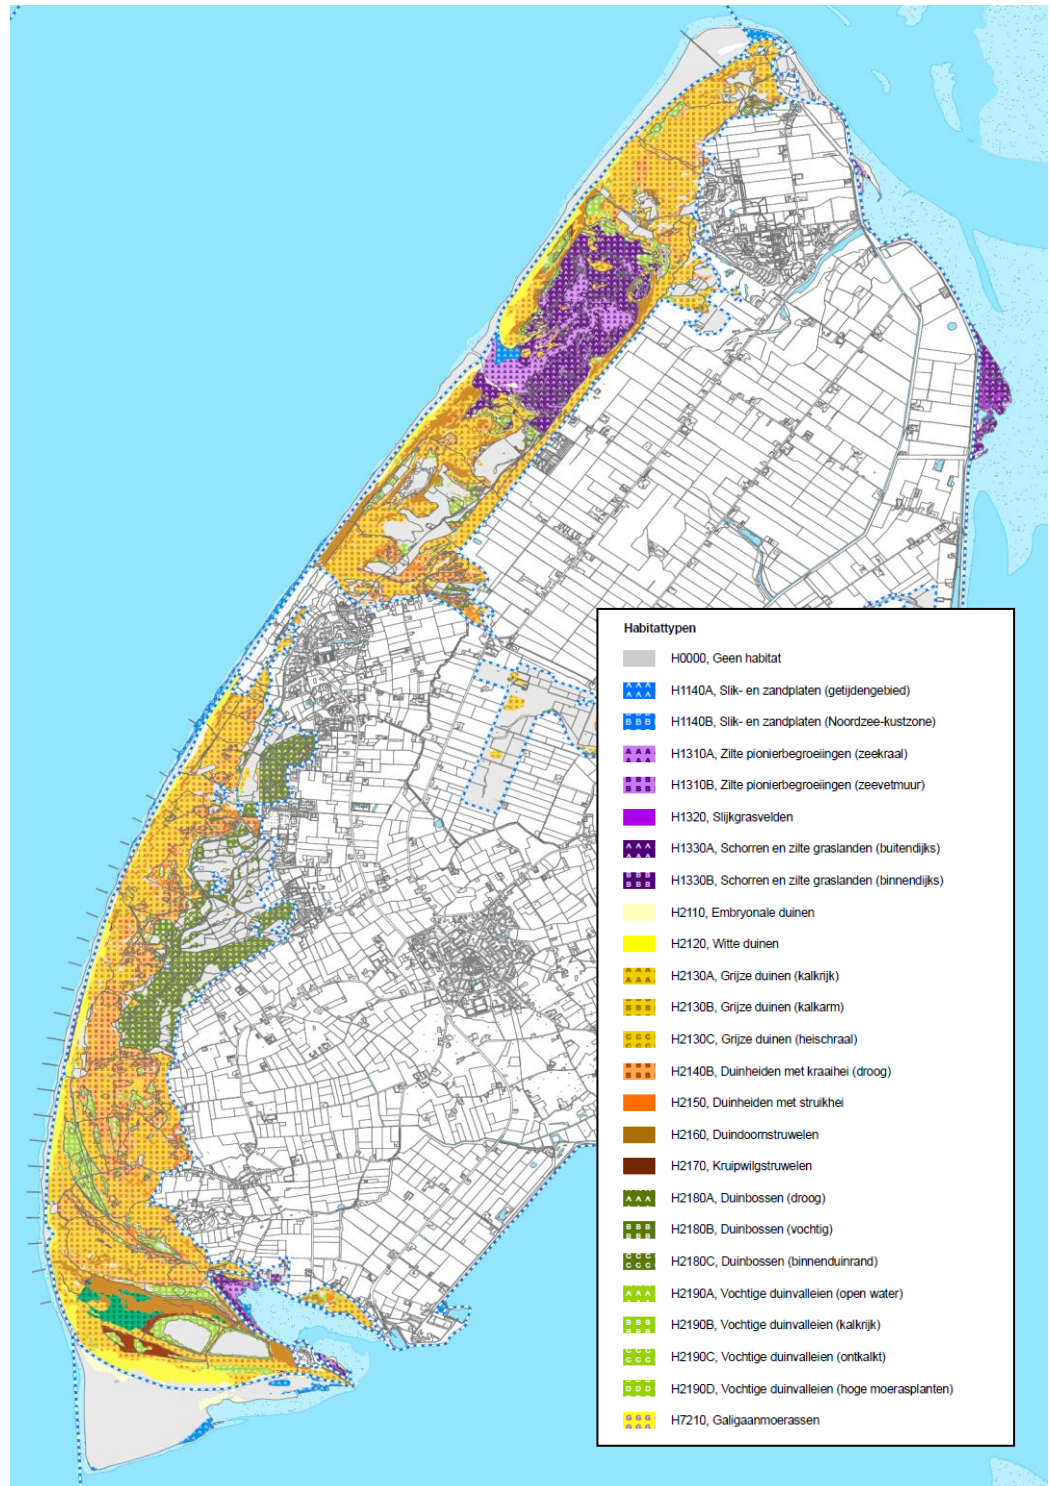 Habitattypen
H0000, Geen habitat
H1140A, Slik- en zandplaten (getijdengebied)
H1140B, Slik- en zandplaten (Noordzee-kustzone)
H1310A, Zilte pionierbegroeiingen (zeekraal)
H1310B, Zilte pionierbegroeiingen (zeevetmuur)
H1320, Slijkgrasvelden
H1330A, Schorren en zilte graslanden (buitendijks)
H1330B, Schorren en zilte graslanden (binnendijks)
H2110, Embryonale duinen
H2120, Witte duinen
H2130A, Grijze duinen (kalkrijk)
H2130B, Grijze duinen (kalkarm)
H2130C, Grijze duinen (heischraal)
H2140B, Duinheiden met kraaihei (droog)
H2150, Duinheiden met struikhei
H2160, Duindoornstruwelen
H2170, Kruipwilgstruwelen
H2180A, Duinbossen (droog)
H2180B, Duinbossen (vochtig)
H2180C, Duinbossen (binnenduinrand)
H2190A, Vochtige duinvalleien (open water)
H2190B, Vochtige duinvalleien (kalkrijk)
H2190C, Vochtige duinvalleien (ontkalkt)
H2190D, Vochtige duinvalleien (hoge moerasplanten)
H7210, Galigaanmoerassen